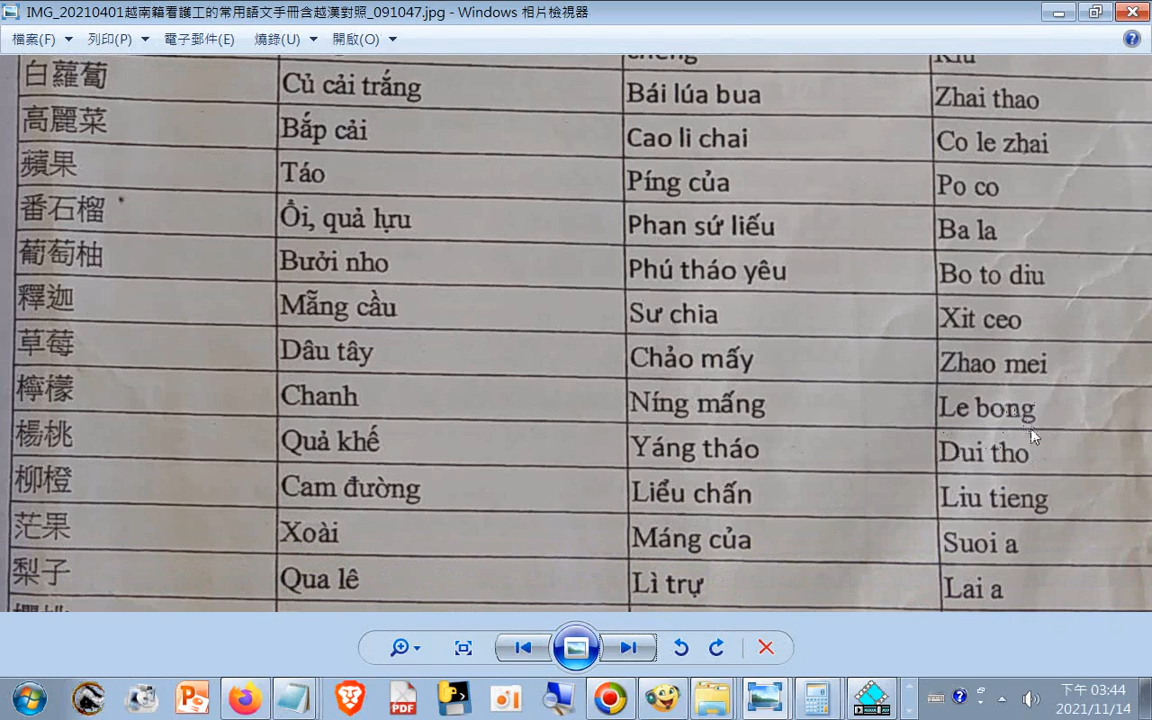 IMG_20210401越南籍看護工的常用語文手冊含越漢對照_091047.jpg - Windows 相片檢視器
檔案(F) 列印(P) 電子郵件(E) 燒錄(U) 開啟(O)
白蘿蔔 Củ cải trắng Bái lúa bua Zhai thao
高麗菜 Bắp cải Cao li chai Co le zhai
蘋果 Táo Píng của Po co
番石榴 Ổi, quả lựu Phan sứ liếu Ba la
葡萄柚 Bưởi nho Phú tháo yêu Bo to diu
釋迦 Mẵng cầu Sư chia Xit ceo
草莓 Dâu tây Chảo mấy Zhao mei
檸檬 Chanh Níng mấng Le bong
楊桃 Quả khế Yáng tháo Dui tho
柳橙 Cam đường Liểu chấn Liu tieng
茫果 Xoài Máng của Suoi a
梨子 Qua lê Lì trự Lai a
下午 03:44
2021/11/14